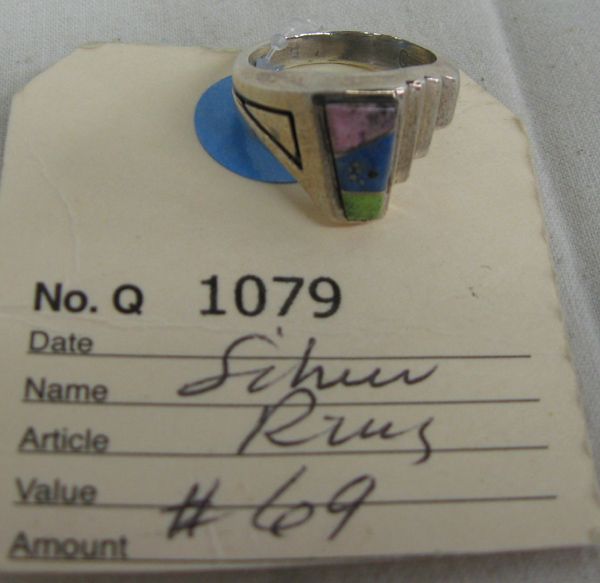 No. Q 1079
Date
Name Silver
Article Ring
Value
Amount #69